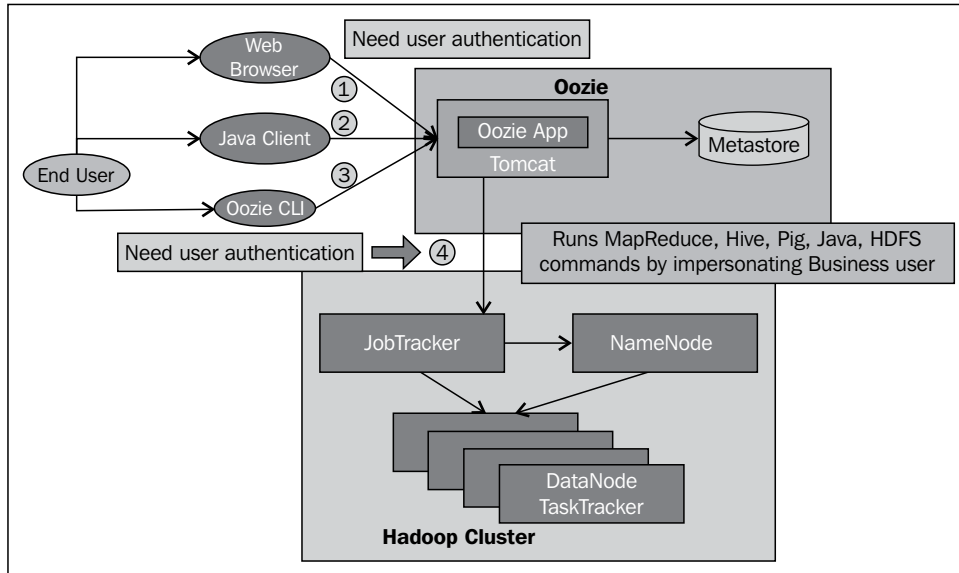 Web
Browser
Need user authentication
1
Oozie
2
Java Client
Oozie App
Tomcat
Metastore
End User
3
Oozie CLI
Need user authentication
4
Runs MapReduce, Hive, Pig, Java, HDFS
commands by impersonating Business user
JobTracker
NameNode
DataNode
TaskTracker
Hadoop Cluster